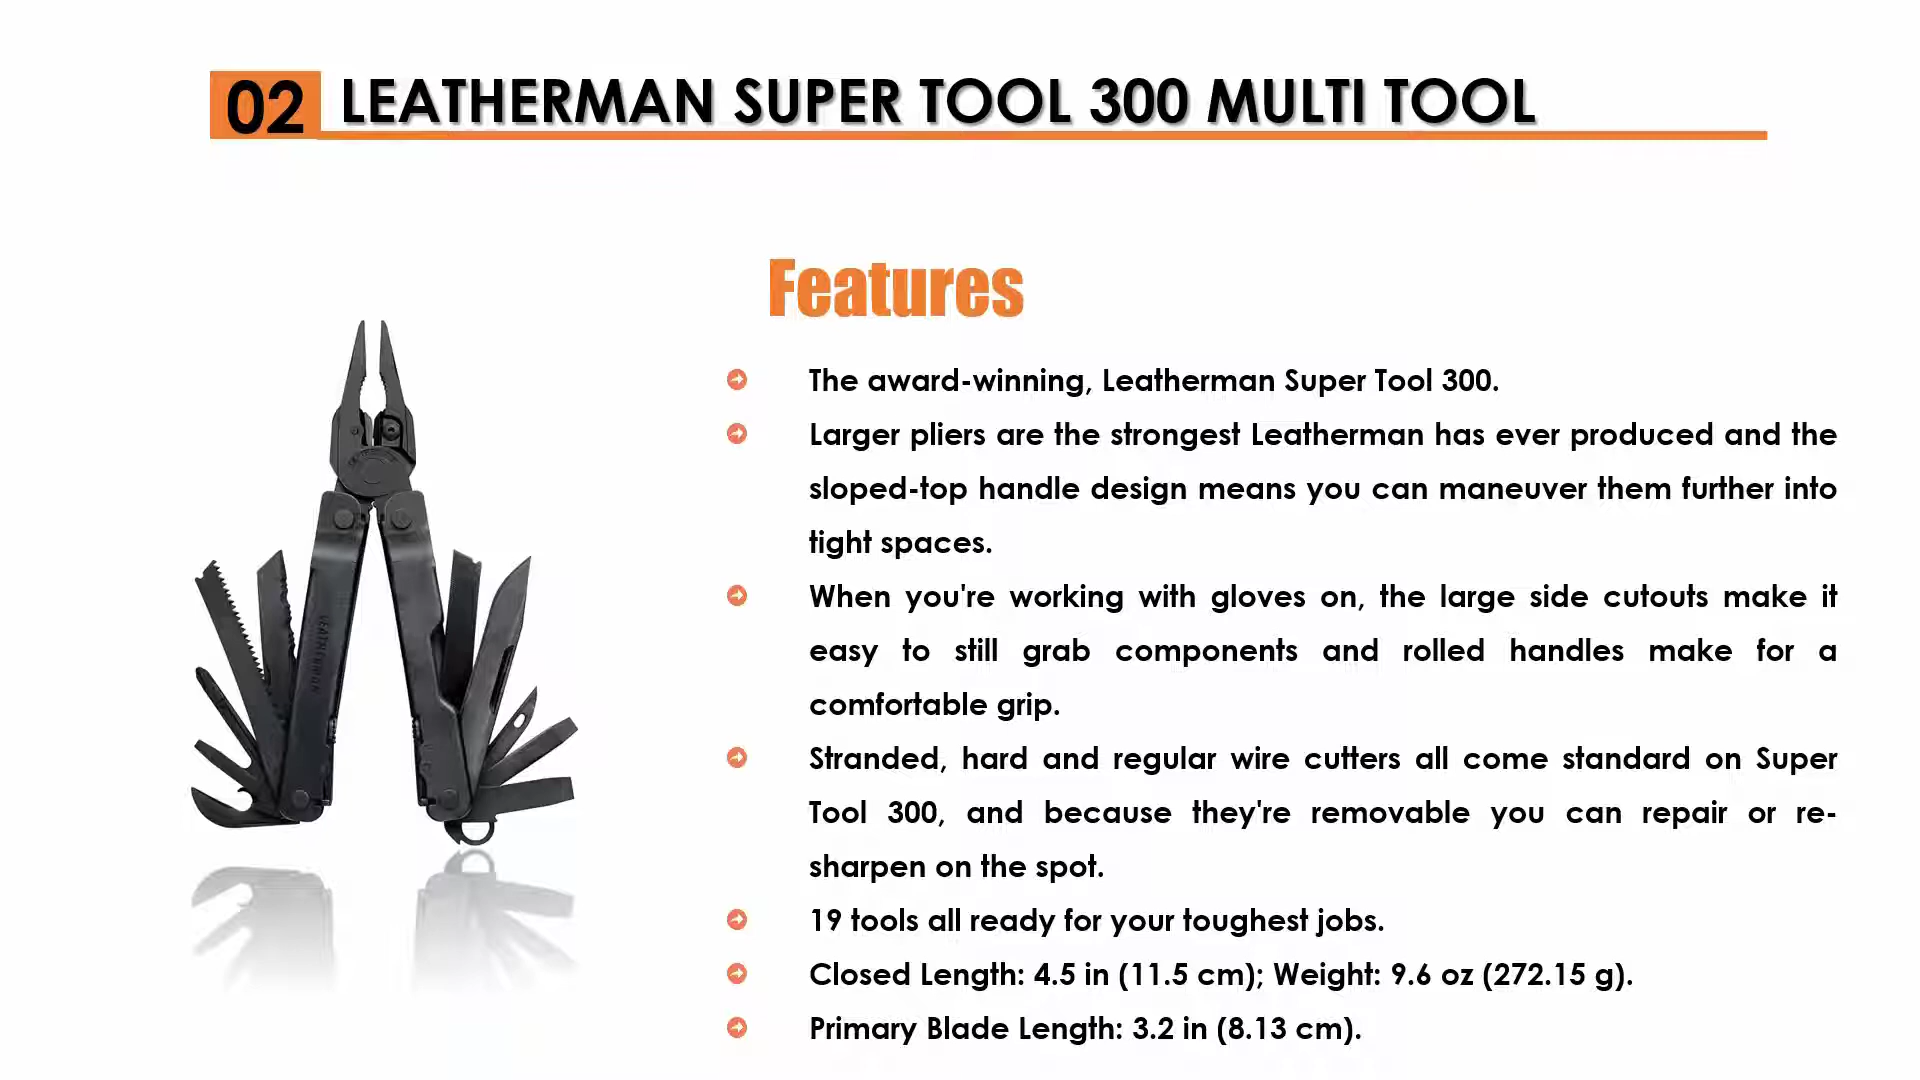 02 LEATHERMAN SUPER TOOL 300 MULTI TOOL
Features
The award-winning, Leatherman Super Tool 300.
Larger pliers are the strongest Leatherman has ever produced and the
sloped-top handle design means you can maneuver them further into
tight spaces.
When you're working with gloves on, the large side cutouts make it
easy to still grab components and rolled handles make for a
comfortable grip.
Stranded, hard and regular wire cutters all come standard on Super
Tool 300, and because they're removable you can repair or re-
sharpen on the spot.
19 tools all ready for your toughest jobs.
Closed Length: 4.5 in (11.5 cm); Weight: 9.6 oz (272.15 g).
Primary Blade Length: 3.2 in (8.13 cm).
LEATHERMAN